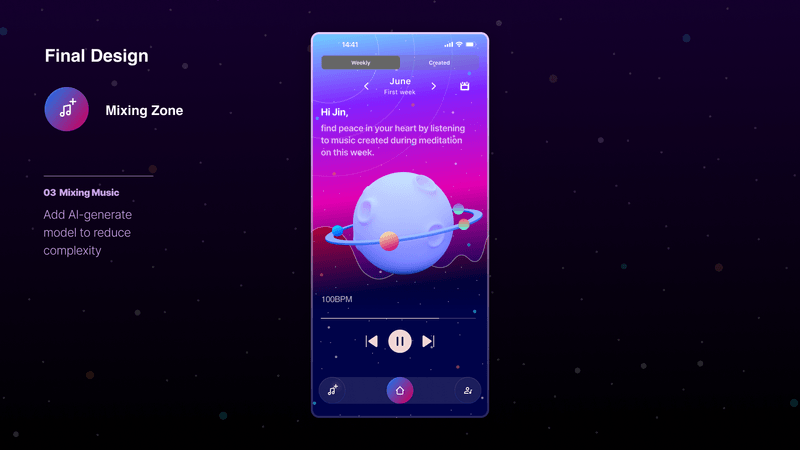 Final Design
Mixing Zone
03 Mixing Music
Add AI-generate
model to reduce
complexity
14:41
Weekly
Created
June
First week
Hi Jin,
find peace in your heart by listening
to music created during meditation
on this week.
100BPM